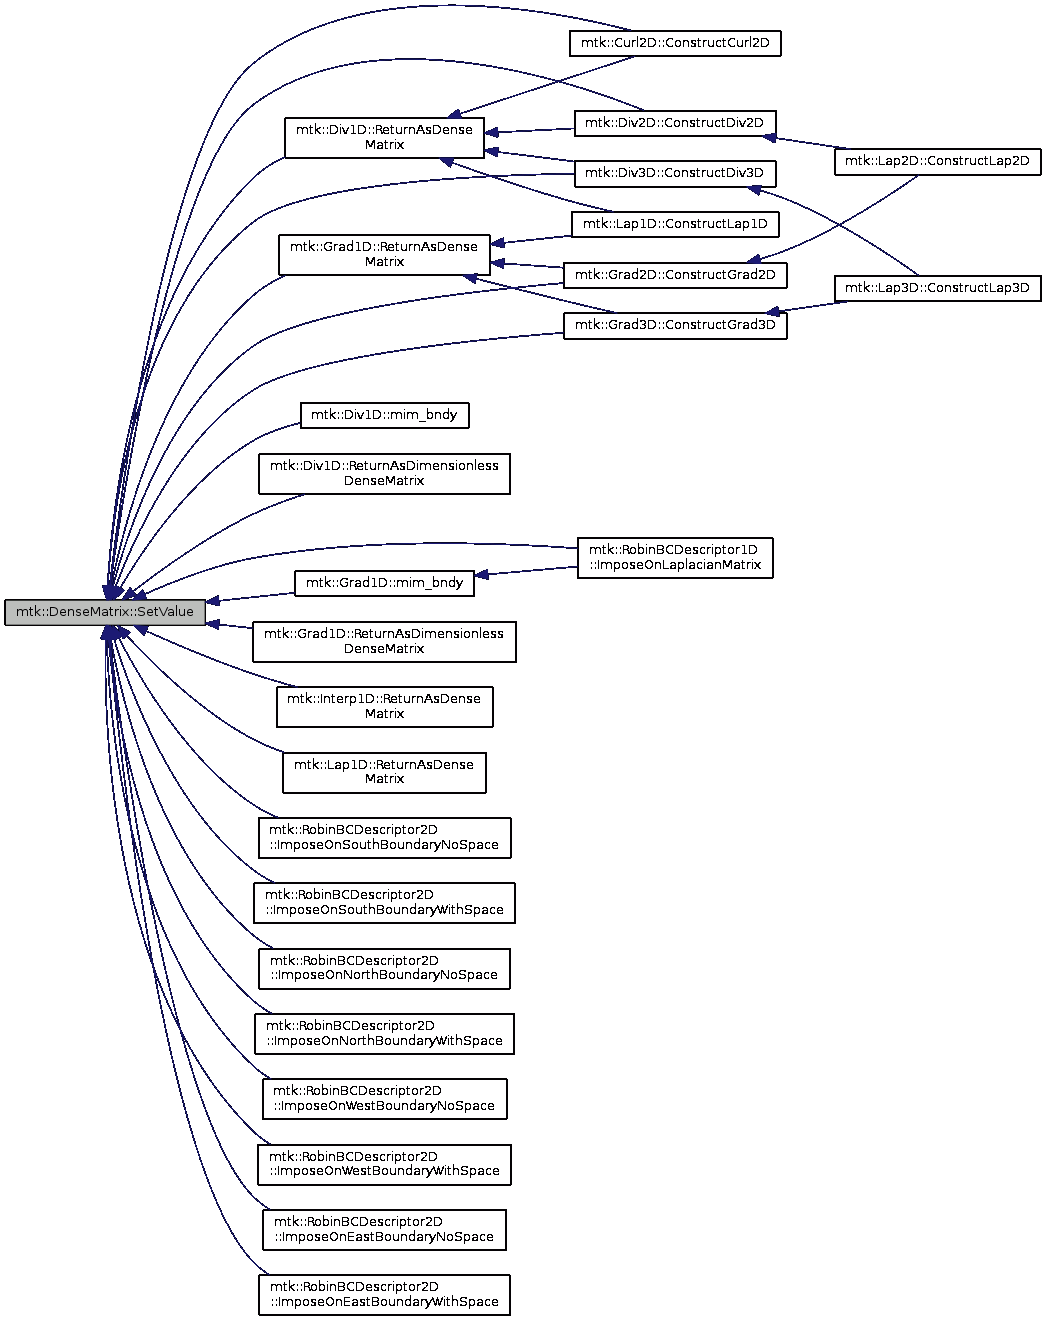 mtk::Curl2D::ConstructCurl2D
mtk::Div1D::ReturnAsDense
Matrix
mtk::Div2D::ConstructDiv2D
mtk::Lap2D::ConstructLap2D
mtk::Div3D::ConstructDiv3D
mtk::Lap1D::ConstructLap1D
mtk::Grad1D::ReturnAsDense
Matrix
mtk::Grad2D::ConstructGrad2D
mtk::Lap3D::ConstructLap3D
mtk::Grad3D::ConstructGrad3D
mtk::Div1D::mim_bndy
mtk::Div1D::ReturnAsDimensionless
DenseMatrix
mtk::RobinBCDescriptor1D
::ImposeOnLaplacianMatrix
mtk::Grad1D::mim_bndy
mtk::DenseMatrix::SetValue
mtk::Grad1D::ReturnAsDimensionless
DenseMatrix
mtk::Interp1D::ReturnAsDense
Matrix
mtk::Lap1D::ReturnAsDense
Matrix
mtk::RobinBCDescriptor2D
::ImposeOnSouthBoundaryNoSpace
mtk::RobinBCDescriptor2D
::ImposeOnSouthBoundaryWithSpace
mtk::RobinBCDescriptor2D
::ImposeOnNorthBoundaryNoSpace
mtk::RobinBCDescriptor2D
::ImposeOnNorthBoundaryWithSpace
mtk::RobinBCDescriptor2D
::ImposeOnWestBoundaryNoSpace
mtk::RobinBCDescriptor2D
::ImposeOnWestBoundaryWithSpace
mtk::RobinBCDescriptor2D
::ImposeOnEastBoundaryNoSpace
mtk::RobinBCDescriptor2D
::ImposeOnEastBoundaryWithSpace